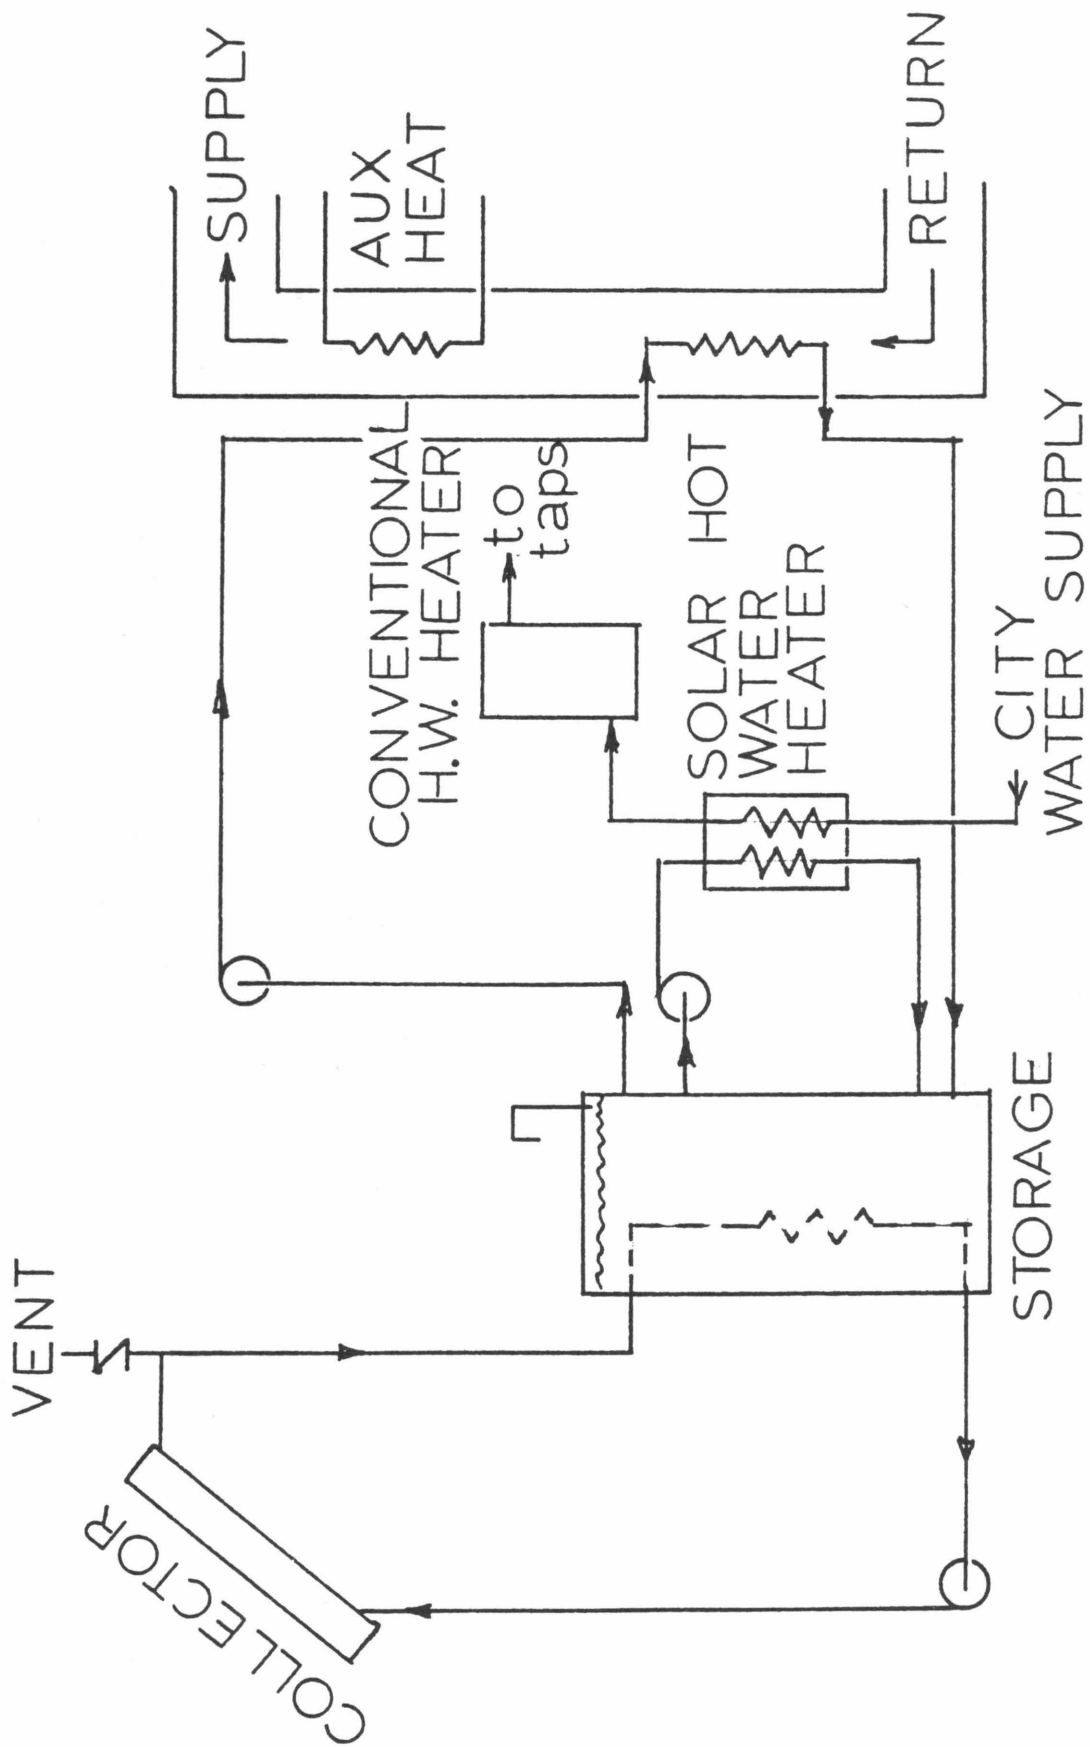 VENT
COLLECTOR
STORAGE
CONVENTIONAL
H.W. HEATER
to
taps
SOLAR HOT
WATER
HEATER
CITY
WATER SUPPLY
SUPPLY
AUX
HEAT
RETURN